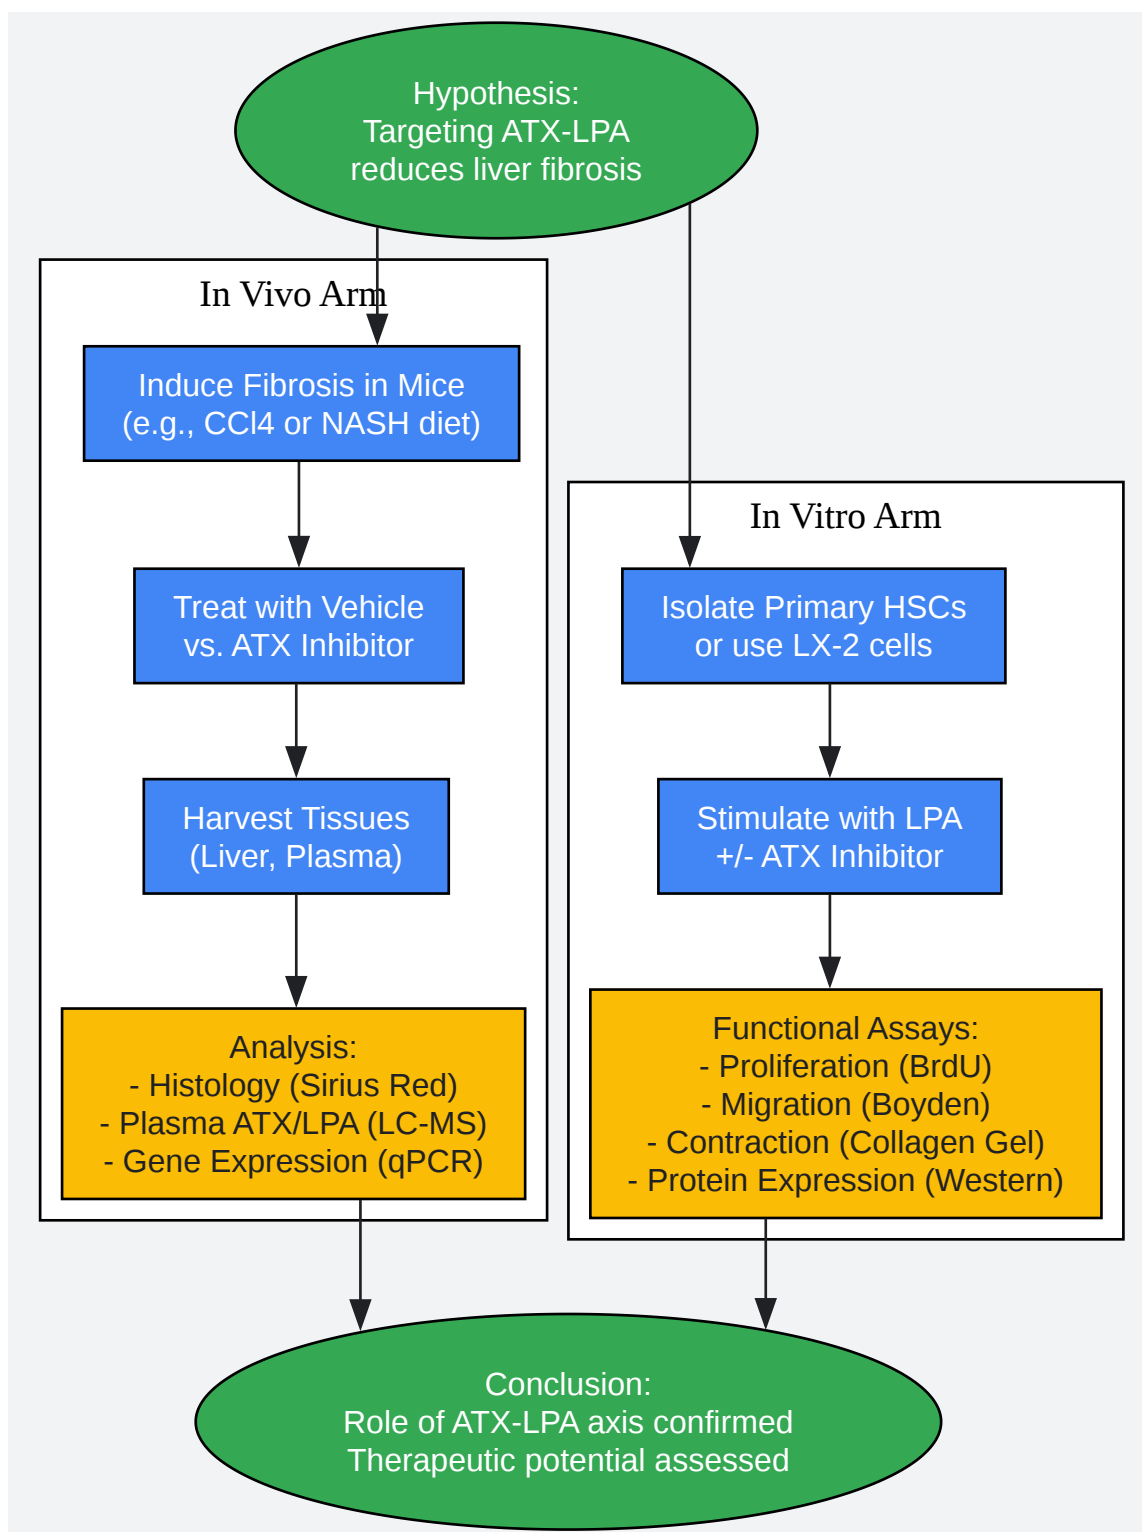 Hypothesis:
Targeting ATX-LPA
reduces liver fibrosis
In Vivo Arm
Induce Fibrosis in Mice
(e.g., CCl4 or NASH diet)
Treat with Vehicle
vs. ATX Inhibitor
Harvest Tissues
(Liver, Plasma)
Analysis:
- Histology (Sirius Red)
- Plasma ATX/LPA (LC-MS)
- Gene Expression (qPCR)
In Vitro Arm
Isolate Primary HSCs
or use LX-2 cells
Stimulate with LPA
+/- ATX Inhibitor
Functional Assays:
- Proliferation (BrdU)
- Migration (Boyden)
- Contraction (Collagen Gel)
- Protein Expression (Western)
Conclusion:
Role of ATX-LPA axis confirmed
Therapeutic potential assessed